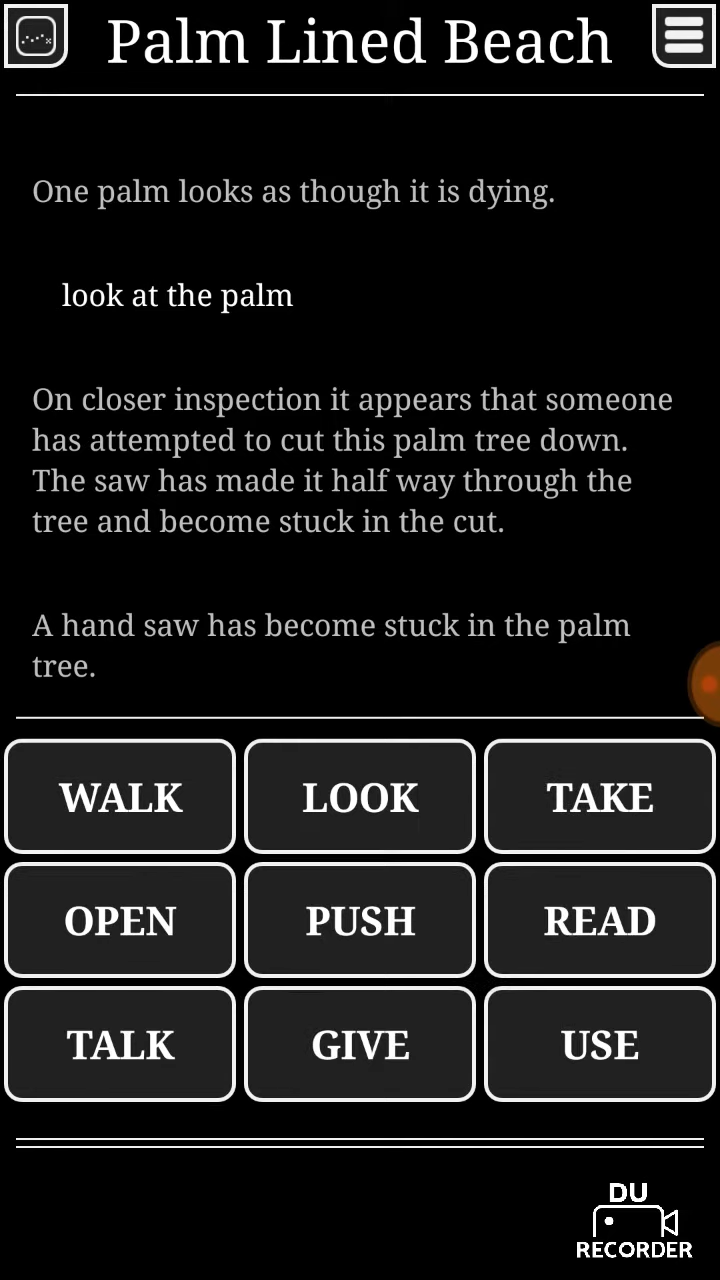 Palm Lined Beach
One palm looks as though it is dying.
look at the palm
On closer inspection it appears that someone
has attempted to cut this palm tree down.
The saw has made it half way through the
tree and become stuck in the cut.
A hand saw has become stuck in the palm
tree.
WALK LOOK TAKE
OPEN PUSH READ
TALK GIVE USE
DU
RECORDER